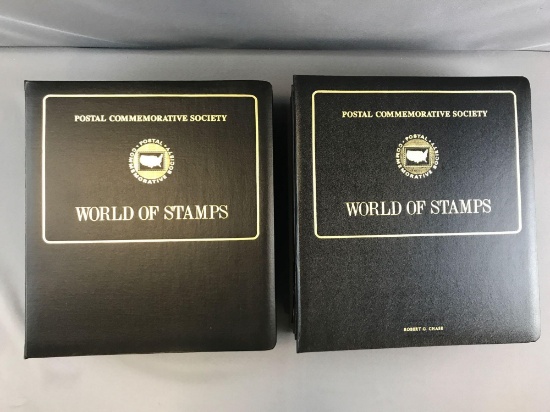 POSTAL COMMEMORATIVE SOCIETY
POSTAL COMMEMORATIVE SOCIETY
WORLD OF STAMPS
POSTAL COMMEMORATIVE SOCIETY
POSTAL COMMEMORATIVE SOCIETY
WORLD OF STAMPS
ROBERT G. CHASE